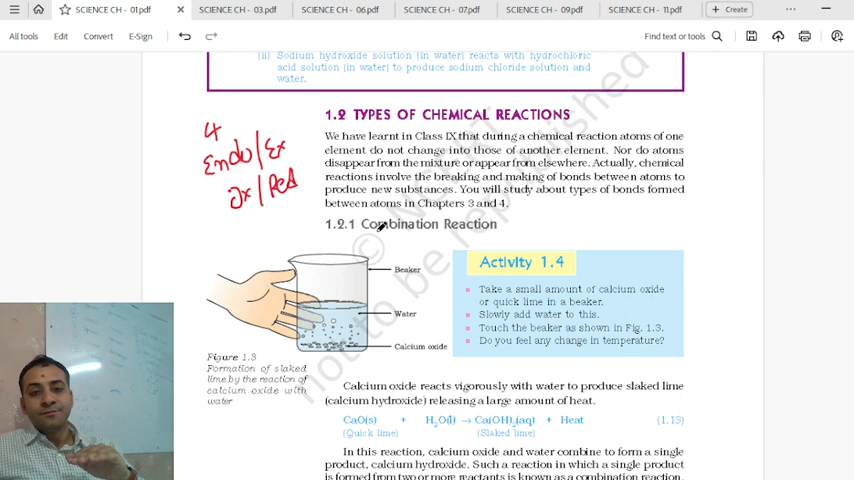 SCIENCE CH - 01.pdf
SCIENCE CH - 03.pdf
SCIENCE CH - 06.pdf
SCIENCE CH - 07.pdf
SCIENCE CH - 09.pdf
SCIENCE CH - 11.pdf
+ Create
All tools Edit Convert E-Sign
Find text or tools
(ii) Sodium hydroxide solution (in water) reacts with hydrochloric
acid solution (in water) to produce sodium chloride solution and
water.
1.2 TYPES OF CHEMICAL REACTIONS
4
Endo/Ex
Ox/Red
We have learnt in Class IX that during a chemical reaction atoms of one
element do not change into those of another element. Nor do atoms
disappear from the mixture or appear from elsewhere. Actually, chemical
reactions involve the breaking and making of bonds between atoms to
produce new substances. You will study about types of bonds formed
between atoms in Chapters 3 and 4.
1.2.1 Combination Reaction
Beaker
Water
Calcium oxide
Figure 1.3
Formation of slaked
lime by the reaction of
calcium oxide with
water
Activity 1.4
Take a small amount of calcium oxide
or quick lime in a beaker.
Slowly add water to this.
Touch the beaker as shown in Fig. 1.3.
Do you feel any change in temperature?
Calcium oxide reacts vigorously with water to produce slaked lime
(calcium hydroxide) releasing a large amount of heat.
CaO(s) + H₂O(l) → Ca(OH)₂(aq) + Heat (1.13)
(Quick lime) (Slaked lime)
In this reaction, calcium oxide and water combine to form a single
product, calcium hydroxide. Such a reaction in which a single product
is formed from two or more reactants is known as a combination reaction.
© NCERT
not to be republished